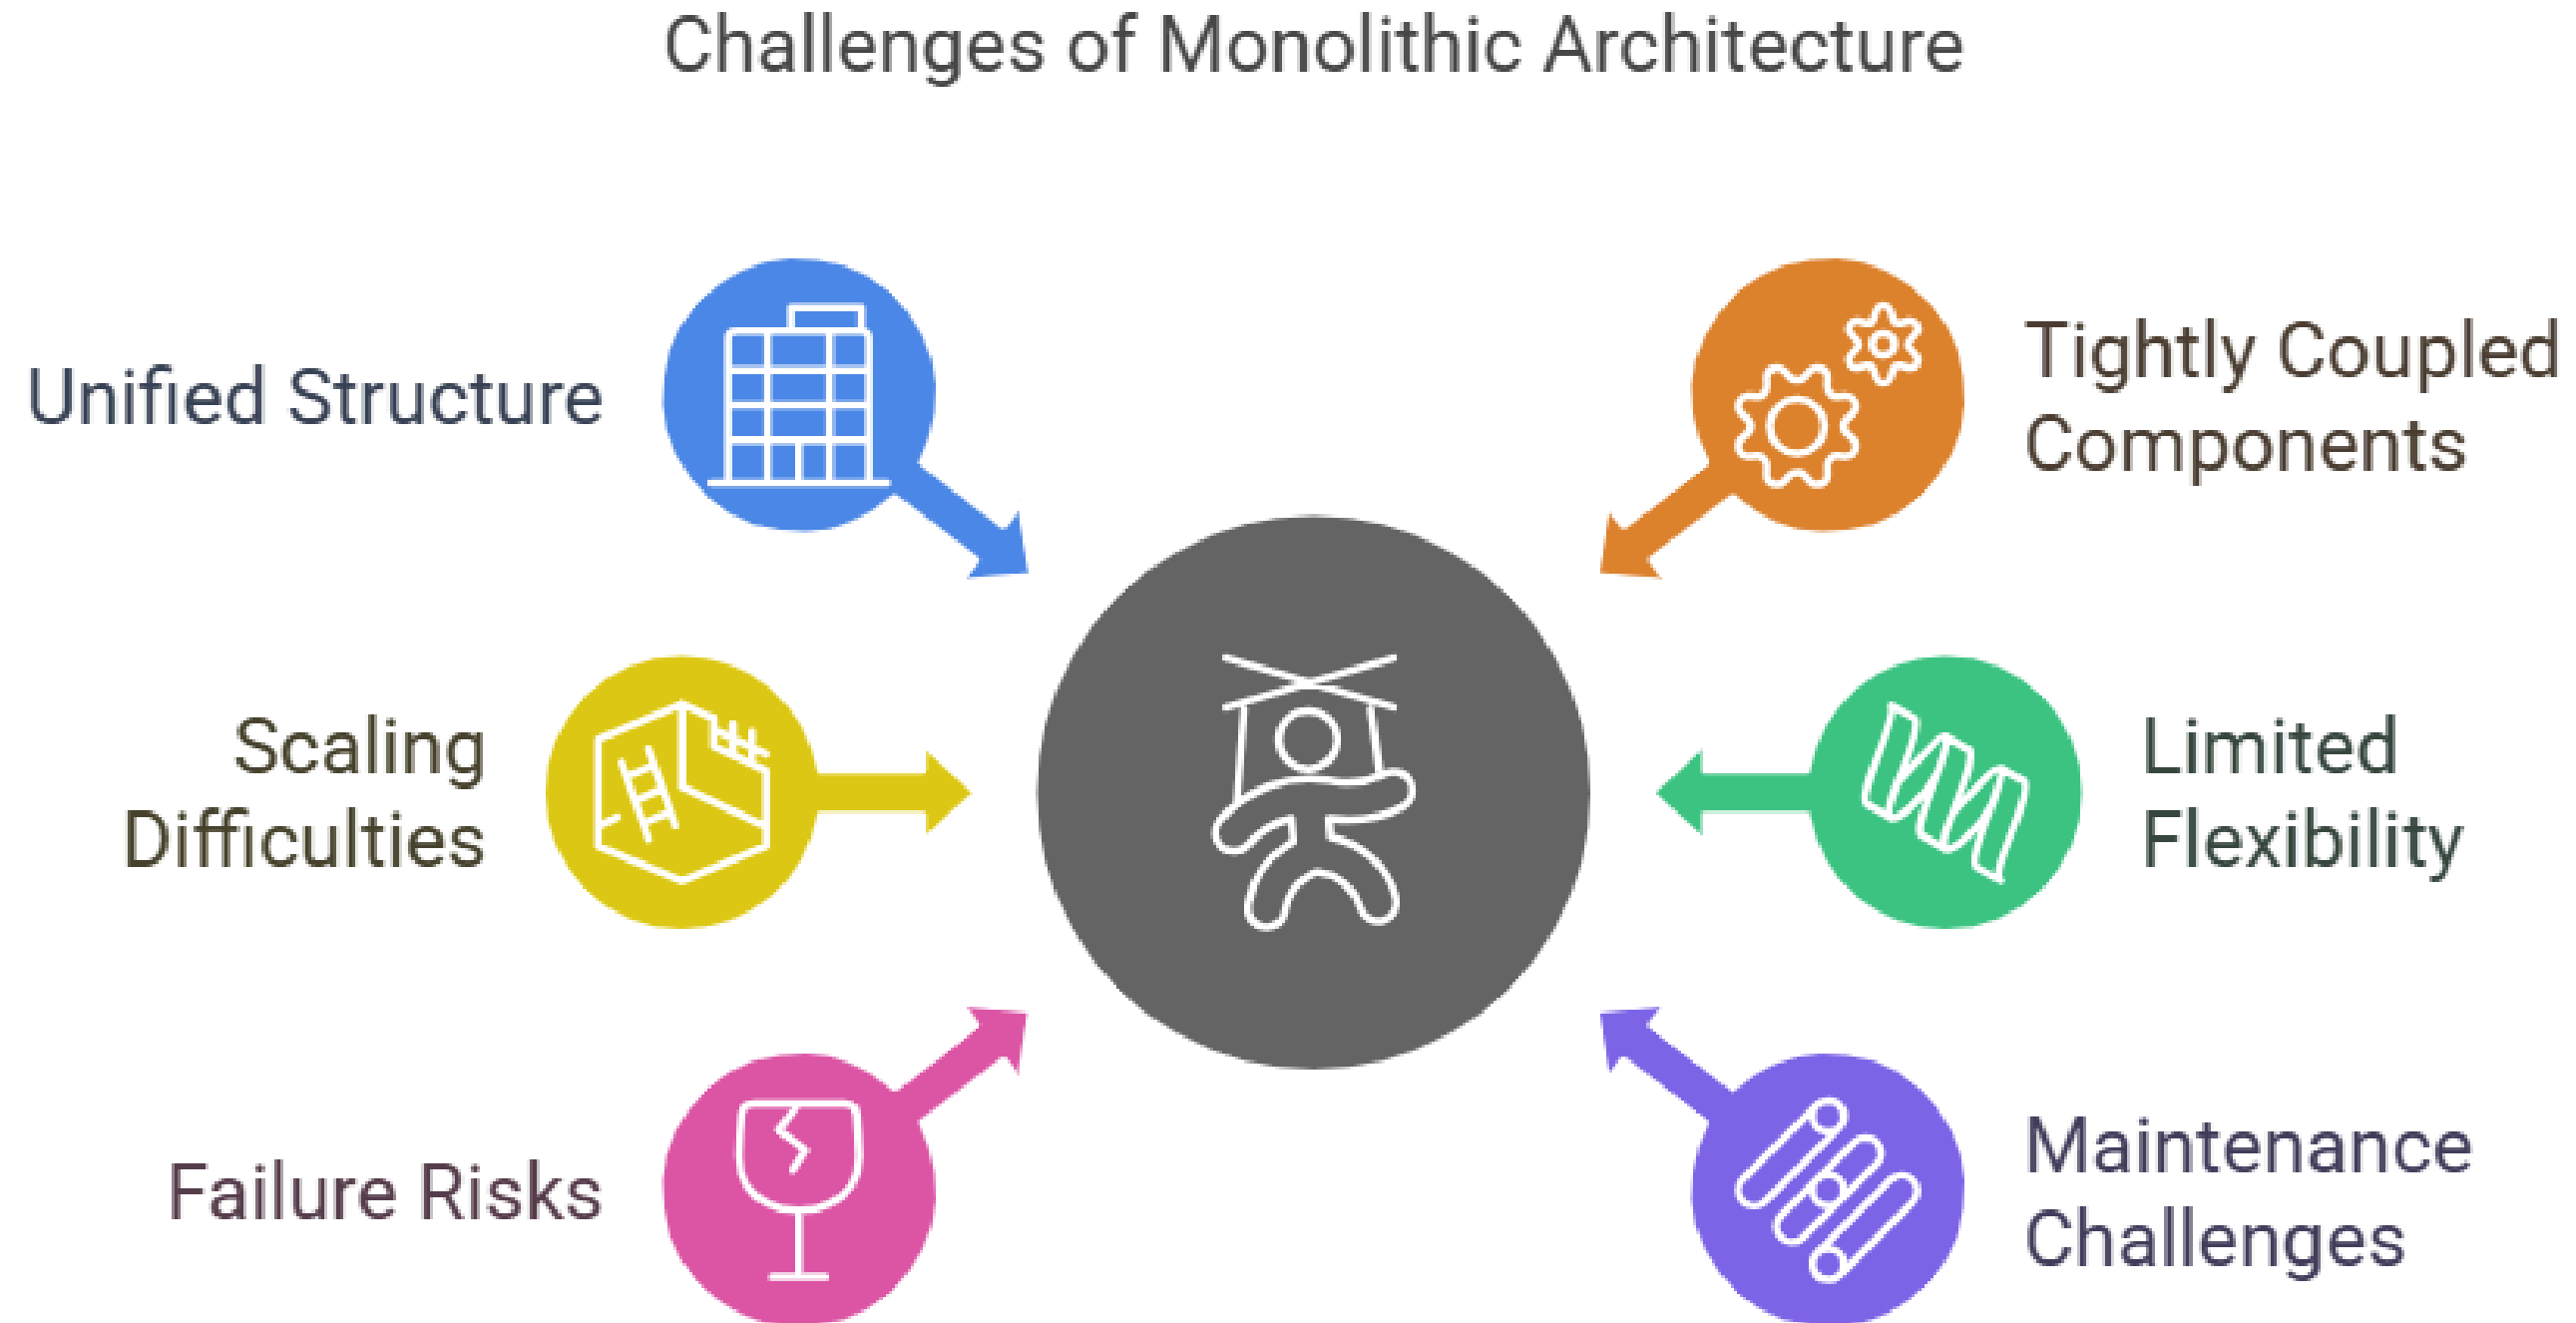 Challenges of Monolithic Architecture
Unified Structure
Tightly Coupled
Components
Scaling
Difficulties
Limited
Flexibility
Failure Risks
Maintenance
Challenges